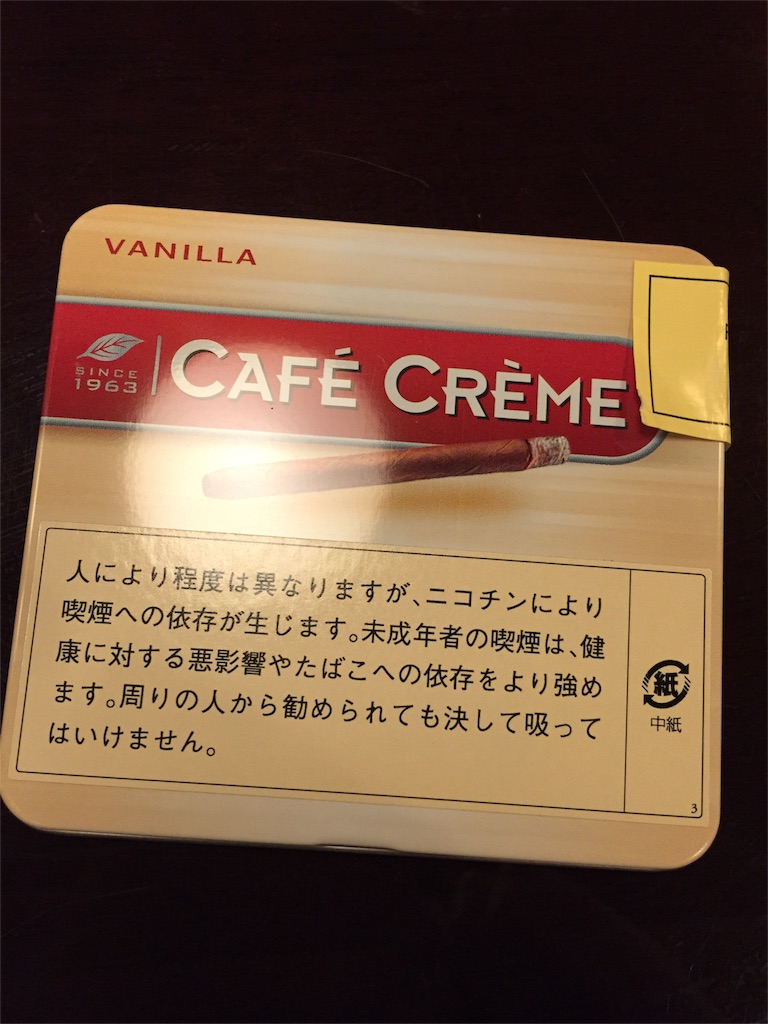 VANILLA
SINCE
1963
CAFÉ CRÈME
人により程度は異なりますが、ニコチンにより
喫煙への依存が生じます。未成年者の喫煙は、健
康に対する悪影響やたばこへの依存をより強め
ます。周りの人から勧められても決して吸って
はいけません。
紙
中紙
3